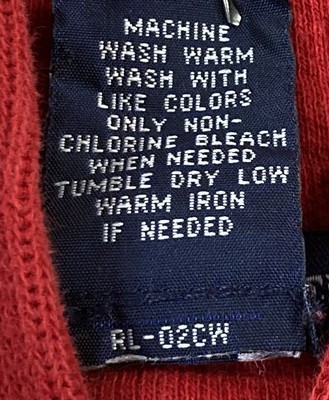 MACHINE
WASH WARM
WASH WITH
LIKE COLORS
ONLY NON-
CHLORINE BLEACH
WHEN NEEDED
TUMBLE DRY LOW
WARM IRON
IF NEEDED
RL-02CW